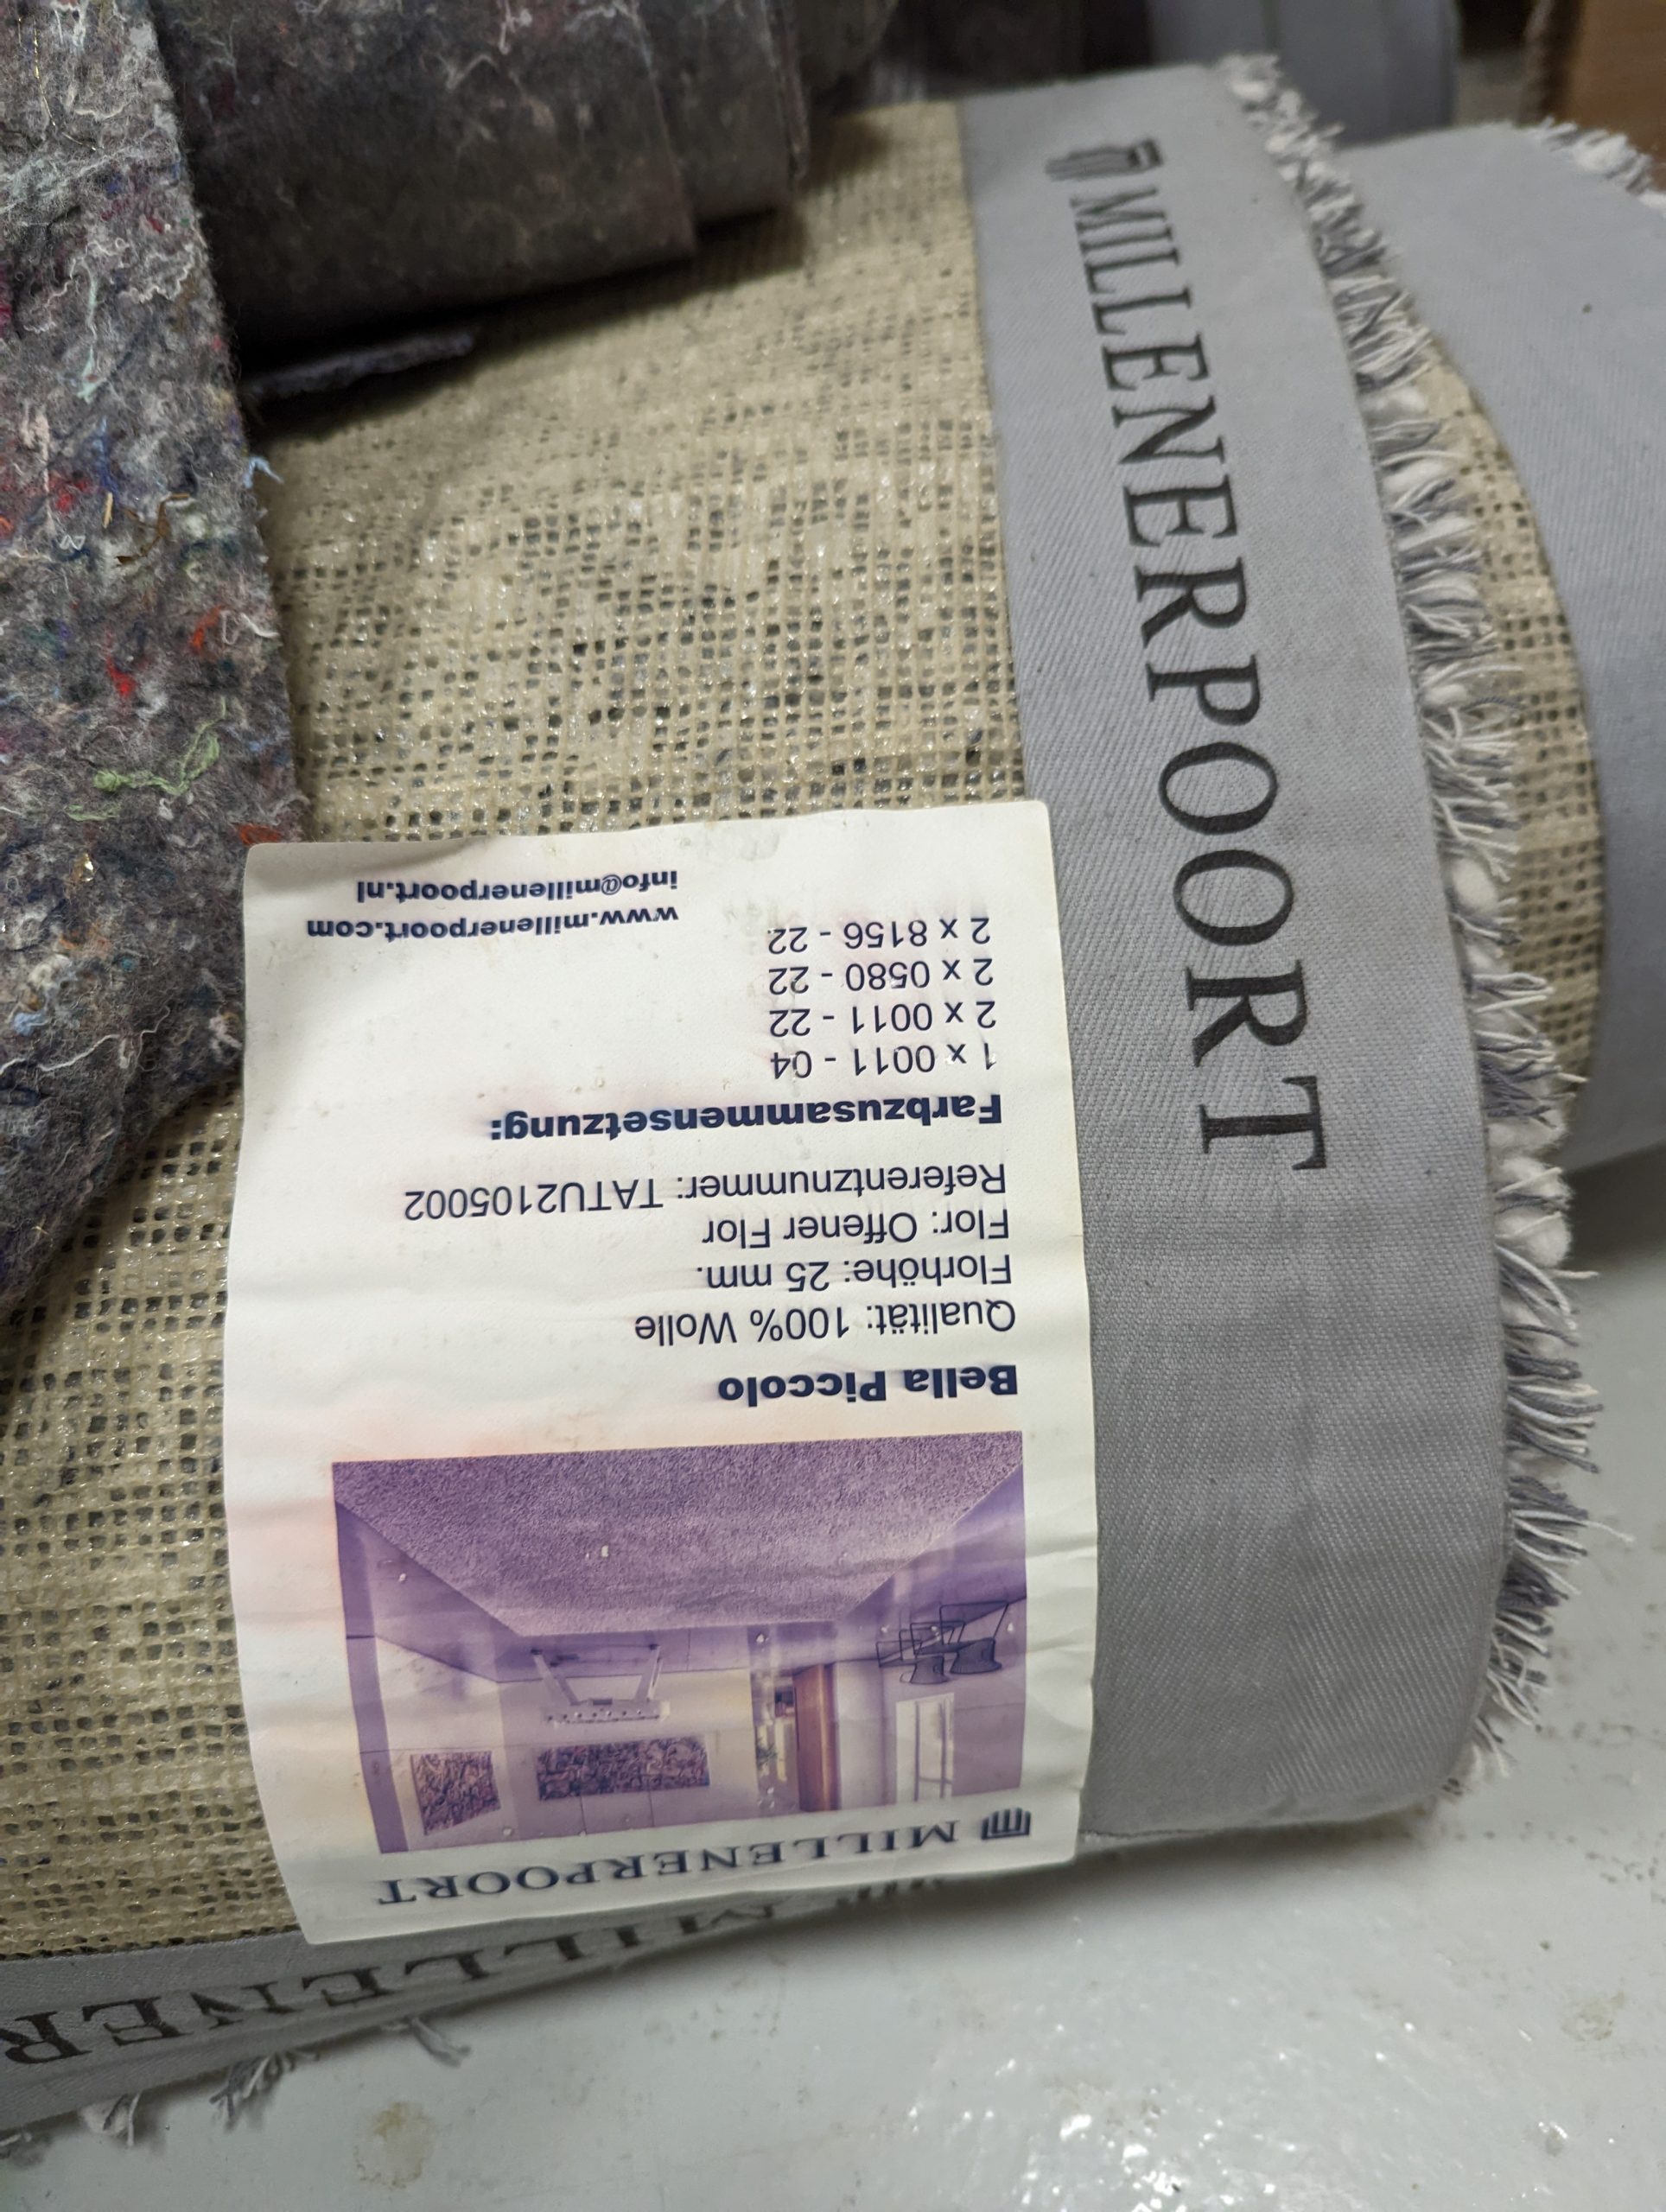 MILLENERPOORT
MILLENERPOORT
Bella Piccolo
Qualität: 100% Wolle
Florhöhe: 25 mm.
Flor: Offener Flor
Referentznummer: TATU2105002
Farbzusammensetzung:
1 x 0011 - 04
2 x 0011 - 22
2 x 0580 - 22
2 x 8156 - 22
www.millenerpoort.com
info@millenerpoort.nl
MILLENER